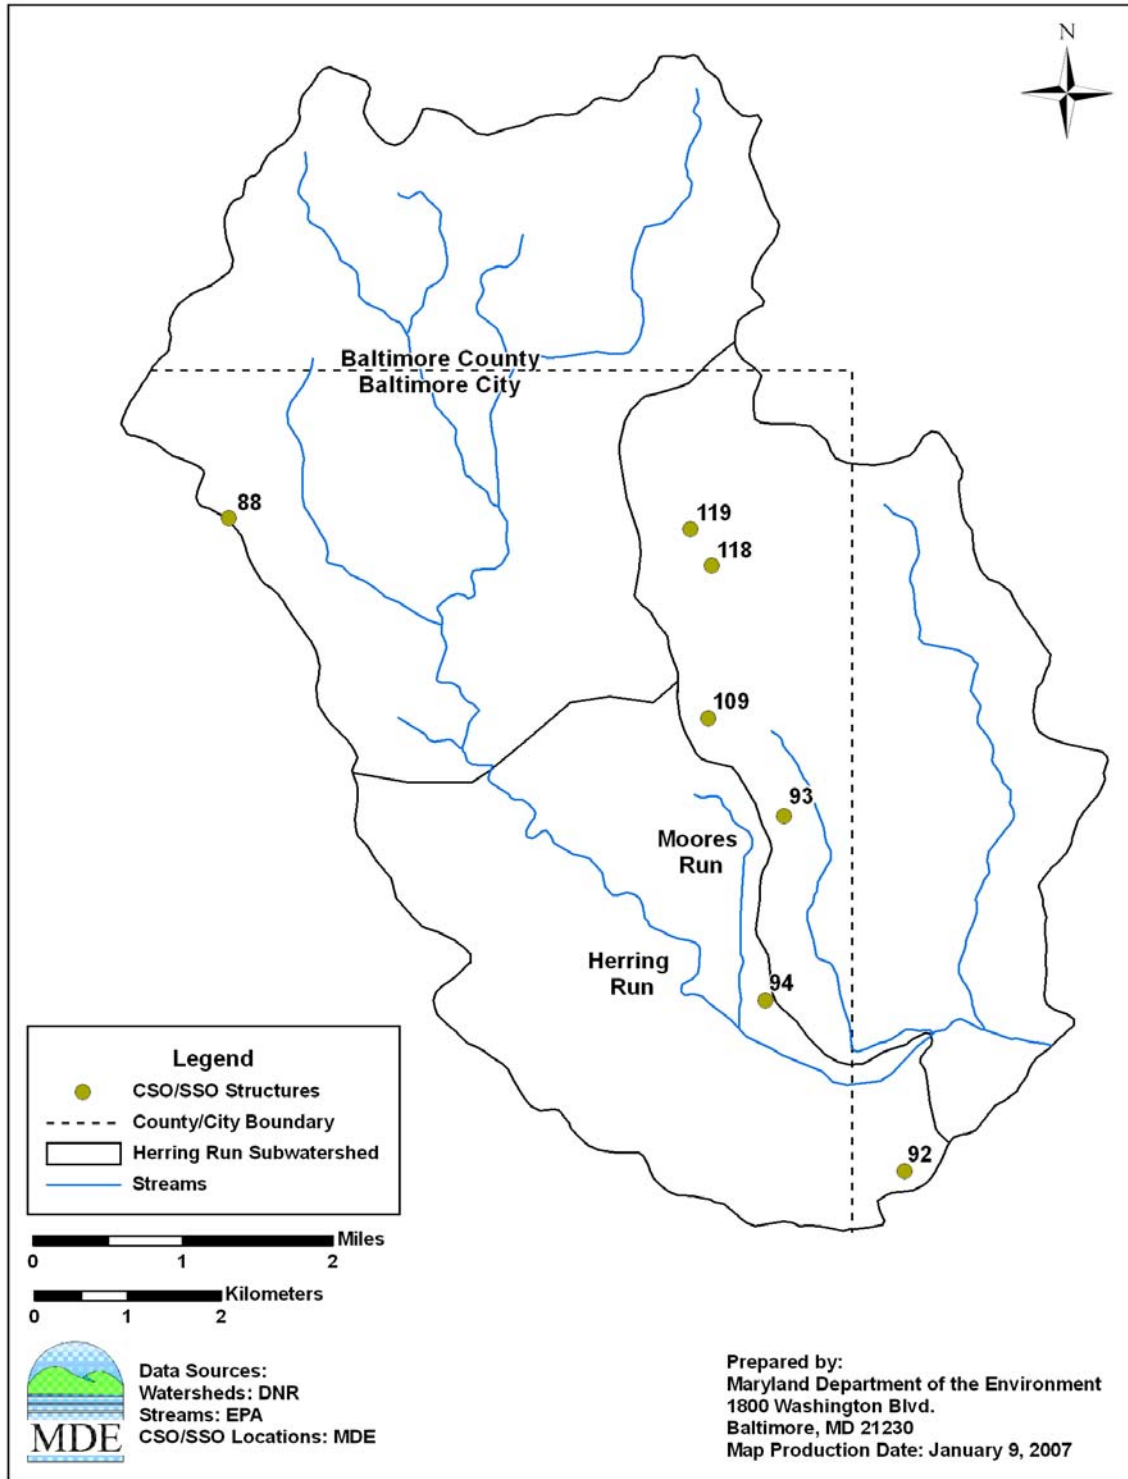 N
Baltimore County
Baltimore City
88
119
118
109
93
Moores
Run
Herring
Run
94
92
Legend
CSO/SSO Structures
County/City Boundary
Herring Run Subwatershed
Streams
Miles
0 1 2
Kilometers
0 1 2
MDE
Data Sources:
Watersheds: DNR
Streams: EPA
CSO/SSO Locations: MDE
Prepared by:
Maryland Department of the Environment
1800 Washington Blvd.
Baltimore, MD 21230
Map Production Date: January 9, 2007